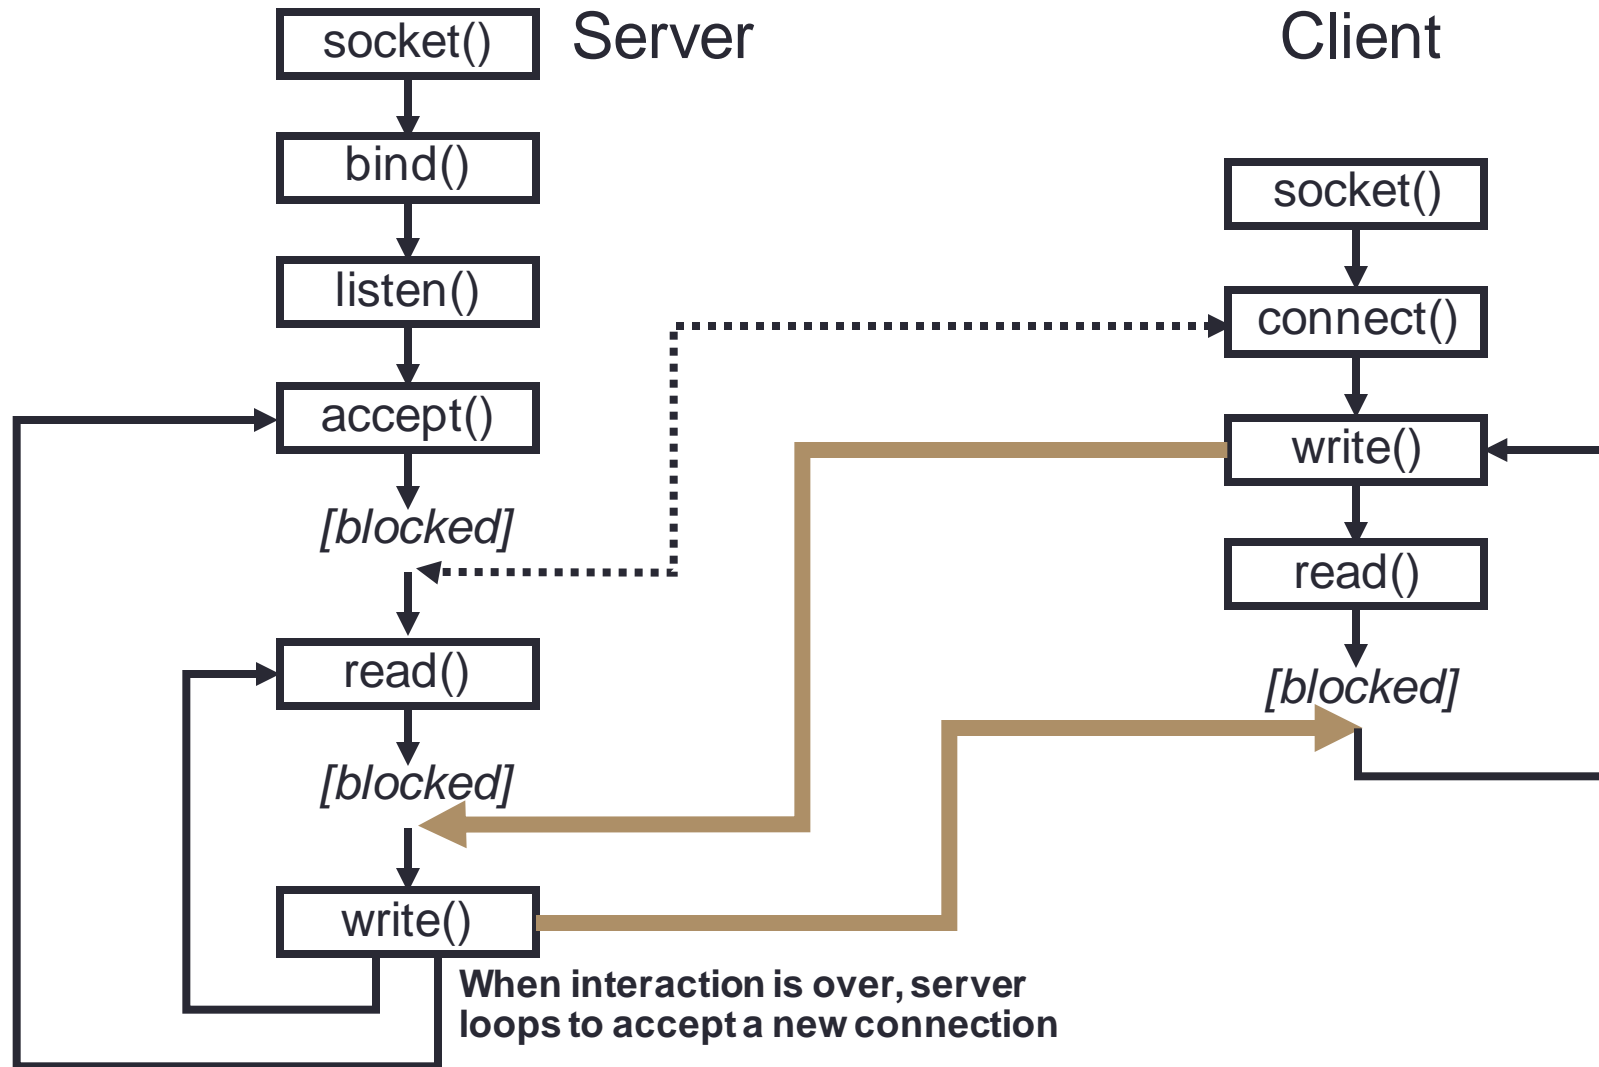 Server
socket()
bind()
listen()
accept()
[blocked]
read()
[blocked]
write()
When interaction is over, server
loops to accept a new connection
Client
socket()
connect()
write()
read()
[blocked]